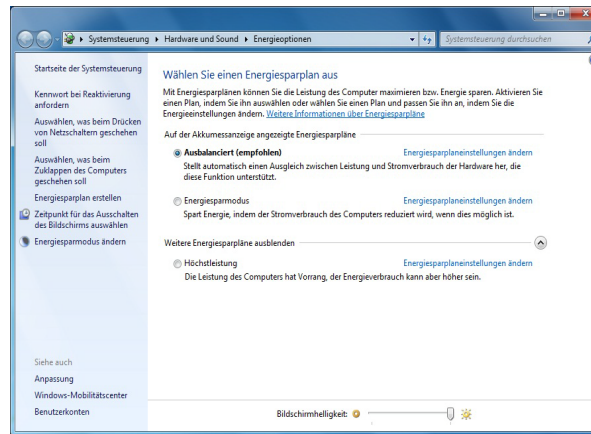 Systemsteuerung ▸ Hardware und Sound ▸ Energieoptionen
Systemsteuerung durchsuchen
Startseite der Systemsteuerung
Kennwort bei Reaktivierung
anfordern
Auswählen, was beim Drücken
von Netzschaltern geschehen
soll
Auswählen, was beim
Zuklappen des Computers
geschehen soll
Energiesparplan erstellen
Zeitpunkt für das Ausschalten
des Bildschirms auswählen
Energiesparmodus ändern
Siehe auch
Anpassung
Windows-Mobilitätscenter
Benutzerkonten
Wählen Sie einen Energiesparplan aus
Mit Energiesparplänen können Sie die Leistung des Computer maximieren bzw. Energie sparen. Aktivieren Sie
einen Plan, indem Sie ihn auswählen oder wählen Sie einen Plan und passen Sie ihn an, indem Sie die
Energieeinstellungen ändern. Weitere Informationen über Energiesparpläne
Auf der Akkumessanzeige angezeigte Energiesparpläne
Ausbalanciert (empfohlen) Energiesparplaneinstellungen ändern
Stellt automatisch einen Ausgleich zwischen Leistung und Stromverbrauch der Hardware her, die
diese Funktion unterstützt.
Energiesparmodus Energiesparplaneinstellungen ändern
Spart Energie, indem der Stromverbrauch des Computers reduziert wird, wenn dies möglich ist.
Weitere Energiesparpläne ausblenden
Höchstleistung Energiesparplaneinstellungen ändern
Die Leistung des Computers hat Vorrang, der Energieverbrauch kann aber höher sein.
Bildschirmhelligkeit: